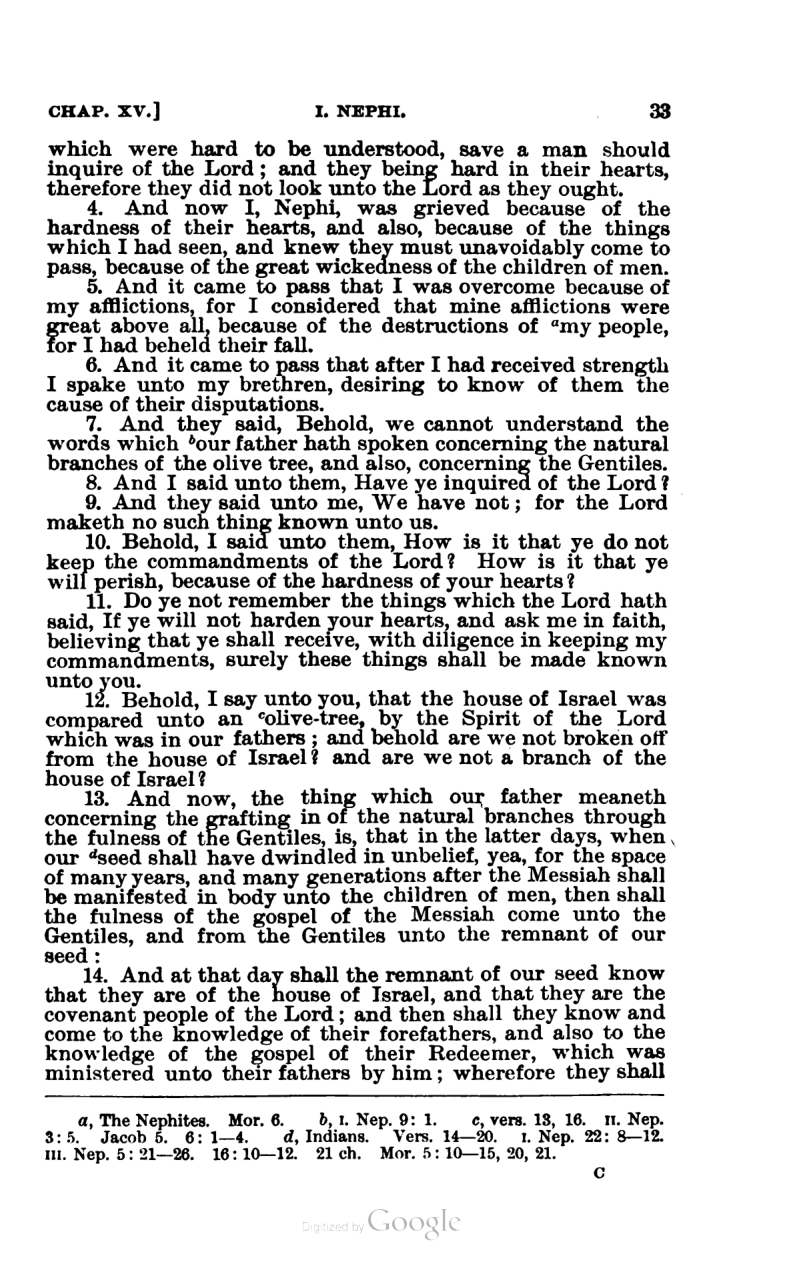 CHAP. XV.] I. NEPHI. 33
which were hard to be understood, save a man should
inquire of the Lord; and they being hard in their hearts,
therefore they did not look unto the Lord as they ought.
4. And now I, Nephi, was grieved because of the
hardness of their hearts, and also, because of the things
which I had seen, and knew they must unavoidably come to
pass, because of the great wickedness of the children of men.
5. And it came to pass that I was overcome because of
my afflictions, for I considered that mine afflictions were
great above all, because of the destructions of ᵃmy people,
for I had beheld their fall.
6. And it came to pass that after I had received strength
I spake unto my brethren, desiring to know of them the
cause of their disputations.
7. And they said, Behold, we cannot understand the
words which ᵇour father hath spoken concerning the natural
branches of the olive tree, and also, concerning the Gentiles.
8. And I said unto them, Have ye inquired of the Lord?
9. And they said unto me, We have not; for the Lord
maketh no such thing known unto us.
10. Behold, I said unto them, How is it that ye do not
keep the commandments of the Lord? How is it that ye
will perish, because of the hardness of your hearts?
11. Do ye not remember the things which the Lord hath
said, If ye will not harden your hearts, and ask me in faith,
believing that ye shall receive, with diligence in keeping my
commandments, surely these things shall be made known
unto you.
12. Behold, I say unto you, that the house of Israel was
compared unto an ᶜolive-tree, by the Spirit of the Lord
which was in our fathers; and behold are we not broken off
from the house of Israel? and are we not a branch of the
house of Israel?
13. And now, the thing which our father meaneth
concerning the grafting in of the natural branches through
the fulness of the Gentiles, is, that in the latter days, when
our ᵈseed shall have dwindled in unbelief, yea, for the space
of many years, and many generations after the Messiah shall
be manifested in body unto the children of men, then shall
the fulness of the gospel of the Messiah come unto the
Gentiles, and from the Gentiles unto the remnant of our
seed:
14. And at that day shall the remnant of our seed know
that they are of the house of Israel, and that they are the
covenant people of the Lord; and then shall they know and
come to the knowledge of their forefathers, and also to the
knowledge of the gospel of their Redeemer, which was
ministered unto their fathers by him; wherefore they shall
a, The Nephites. Mor. 6. b, I. Nep. 9: 1. c, vers. 13, 16. II. Nep.
3: 5. Jacob 5. 6: 1—4. d, Indians. Vers. 14—20. I. Nep. 22: 8—12.
III. Nep. 5: 21—26. 16: 10—12. 21 ch. Mor. 5: 10—15, 20, 21.
C
Digitized by Google